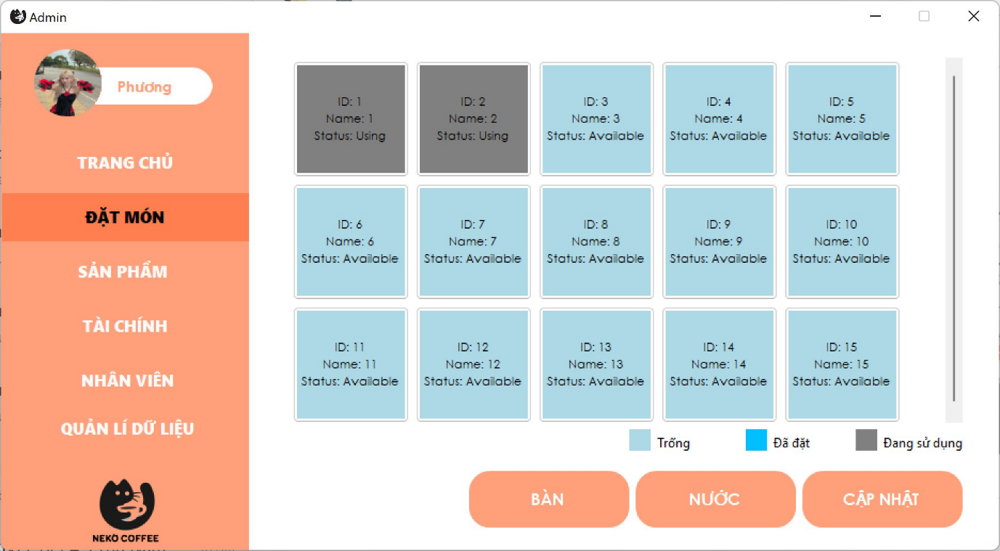 Admin
Phương
TRANG CHỦ
ĐẶT MÓN
SẢN PHẨM
TÀI CHÍNH
NHÂN VIÊN
QUẢN LÍ DỮ LIỆU
NEKO COFFEE
ID: 1
Name: 1
Status: Using
ID: 2
Name: 2
Status: Using
ID: 3
Name: 3
Status: Available
ID: 4
Name: 4
Status: Available
ID: 5
Name: 5
Status: Available
ID: 6
Name: 6
Status: Available
ID: 7
Name: 7
Status: Available
ID: 8
Name: 8
Status: Available
ID: 9
Name: 9
Status: Available
ID: 10
Name: 10
Status: Available
ID: 11
Name: 11
Status: Available
ID: 12
Name: 12
Status: Available
ID: 13
Name: 13
Status: Available
ID: 14
Name: 14
Status: Available
ID: 15
Name: 15
Status: Available
Trống
Đã đặt
Đang sử dụng
BÀN
NƯỚC
CẬP NHẬT